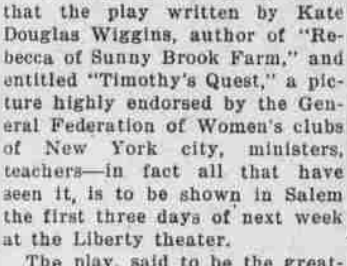 that the play written by Kate
Douglas Wiggins, author of "Re-
becca of Sunny Brook Farm," and
entitled "Timothy's Quest," a pic-
ture highly endorsed by the Gen-
eral Federation of Women's clubs
of New York city, ministers,
teachers—in fact all that have
seen it, is to be shown in Salem
the first three days of next week
at the Liberty theater.
The play, said to be the great-